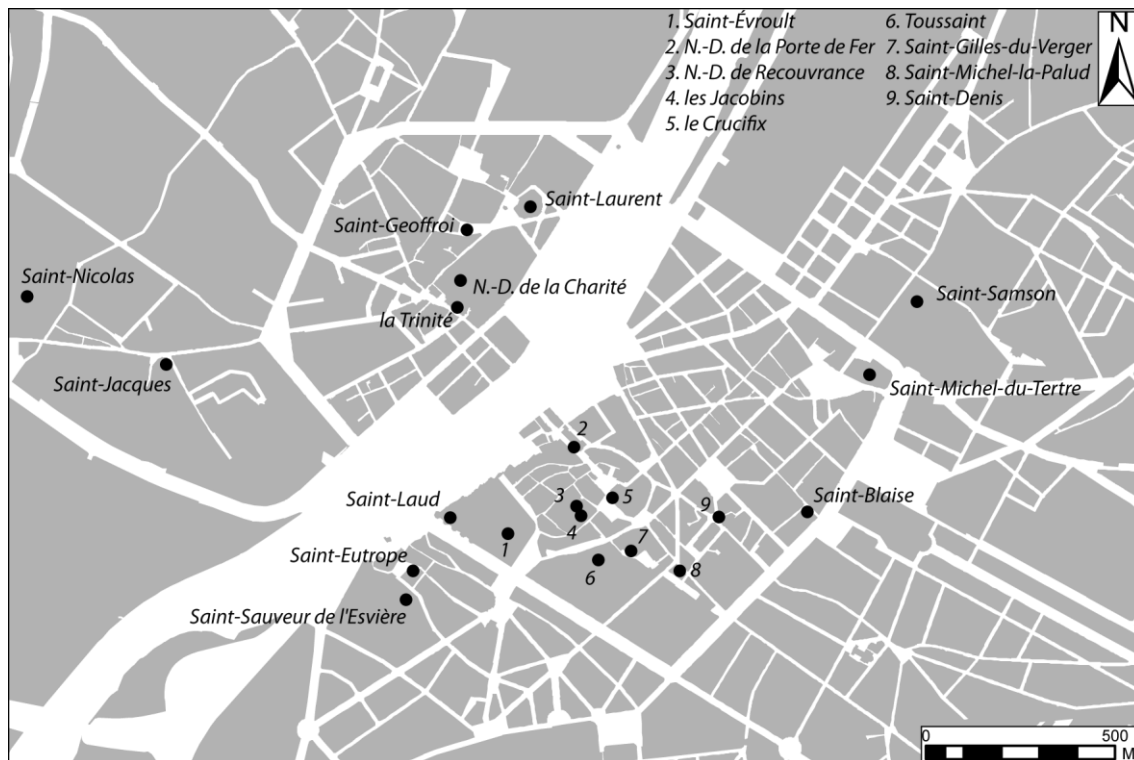 1. Saint-Évroult
2. N.-D. de la Porte de Fer
3. N.-D. de Recouvrance
4. les Jacobins
5. le Crucifix
6. Toussaint
7. Saint-Gilles-du-Verger
8. Saint-Michel-la-Palud
9. Saint-Denis
N
Saint-Laurent
Saint-Geoffroi
Saint-Nicolas
N.-D. de la Charité
Saint-Samson
la Trinité
Saint-Jacques
Saint-Michel-du-Tertre
2
Saint-Laud
3
5
9
Saint-Blaise
4
1
7
Saint-Eutrope
6
8
Saint-Sauveur de l'Esvière
0 500
M